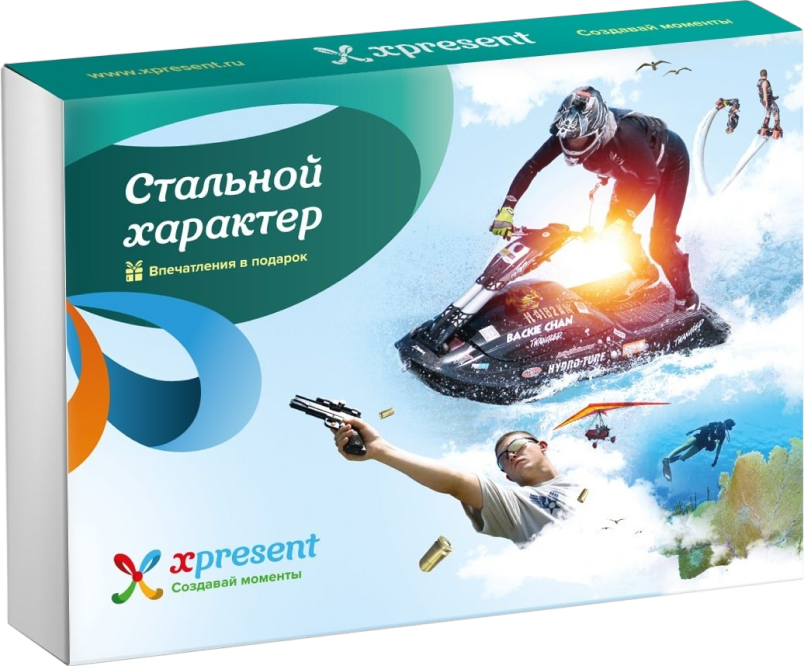 www.xpresent.ru
xpresent
Создавай моменты
Стальной
характер
Впечатления в подарок
BACKIE CHAN
HYDRO-TURF
xpresent
Создавай моменты